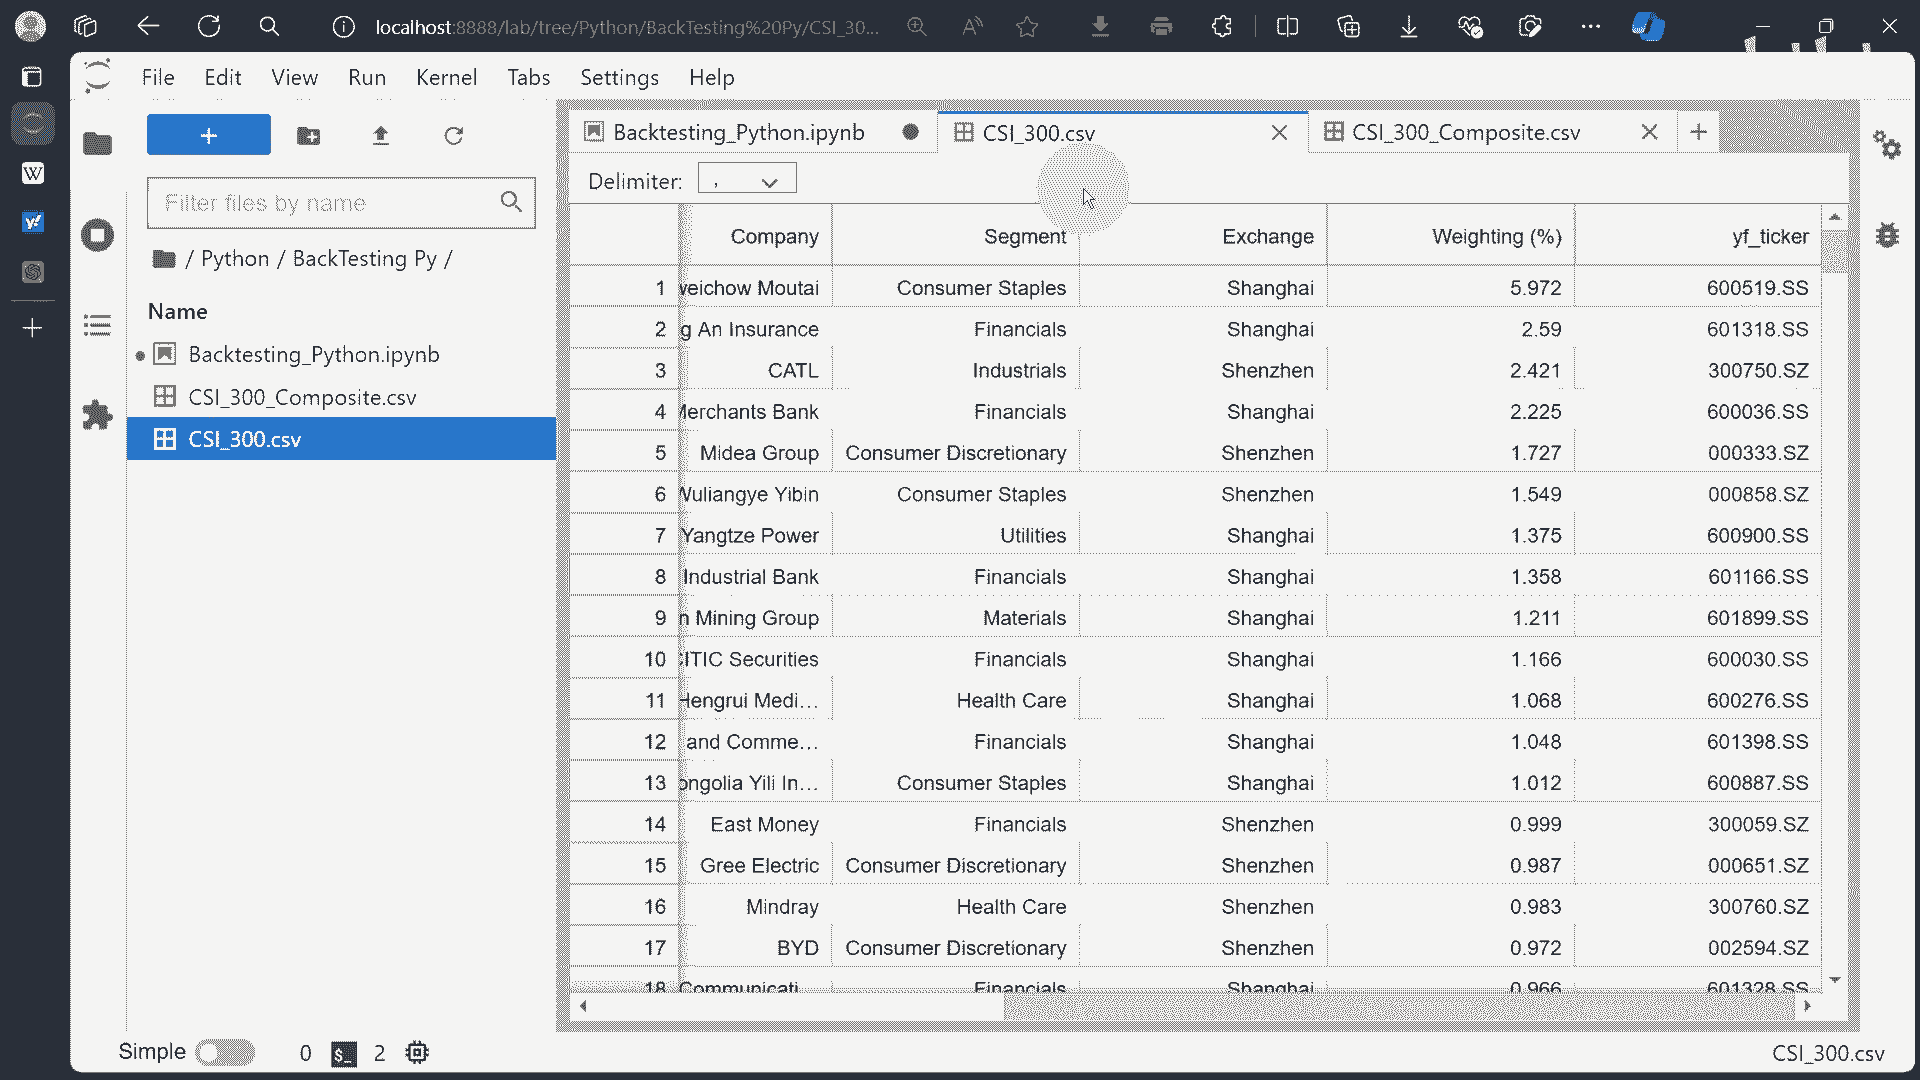 localhost:8888/lab/tree/Python/BackTesting%20Py/CSI_30...
File Edit View Run Kernel Tabs Settings Help
Backtesting_Python.ipynb CSI_300.csv CSI_300_Composite.csv
Delimiter: ,
Filter files by name
/ Python / BackTesting Py /
Name
Backtesting_Python.ipynb
CSI_300_Composite.csv
CSI_300.csv
Company Segment Exchange Weighting (%) yf_ticker
1 weichow Moutai Consumer Staples Shanghai 5.972 600519.SS
2 g An Insurance Financials Shanghai 2.59 601318.SS
3 CATL Industrials Shenzhen 2.421 300750.SZ
4 Merchants Bank Financials Shanghai 2.225 600036.SS
5 Midea Group Consumer Discretionary Shenzhen 1.727 000333.SZ
6 Wuliangye Yibin Consumer Staples Shenzhen 1.549 000858.SZ
7 Yangtze Power Utilities Shanghai 1.375 600900.SS
8 Industrial Bank Financials Shanghai 1.358 601166.SS
9 n Mining Group Materials Shanghai 1.211 601899.SS
10 CITIC Securities Financials Shanghai 1.166 600030.SS
11 Hengrui Medi... Health Care Shanghai 1.068 600276.SS
12 and Comme... Financials Shanghai 1.048 601398.SS
13 ongolia Yili In... Consumer Staples Shanghai 1.012 600887.SS
14 East Money Financials Shenzhen 0.999 300059.SZ
15 Gree Electric Consumer Discretionary Shenzhen 0.987 000651.SZ
16 Mindray Health Care Shenzhen 0.983 300760.SZ
17 BYD Consumer Discretionary Shenzhen 0.972 002594.SZ
18 Communicati... Financials Shanghai 0.966 601328.SS
Simple 0 2 CSI_300.csv